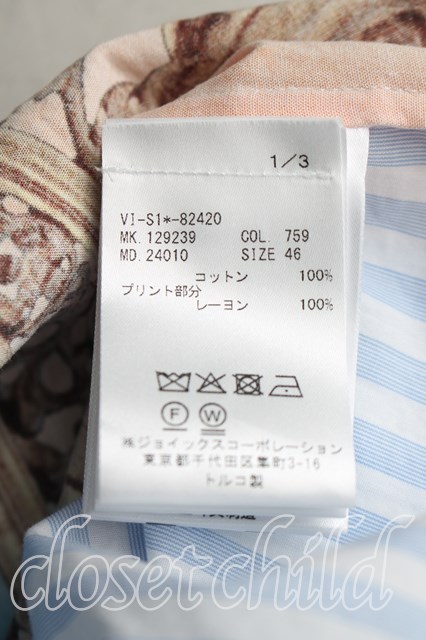 1/3
VI-S1*-82420
MK. 129239 COL. 759
MD. 24010 SIZE 46
コットン 100%
プリント部分
レーヨン 100%
F W
㈱ジョイックスコーポレーション
東京都千代田区隼町3-16
トルコ製
closetchild